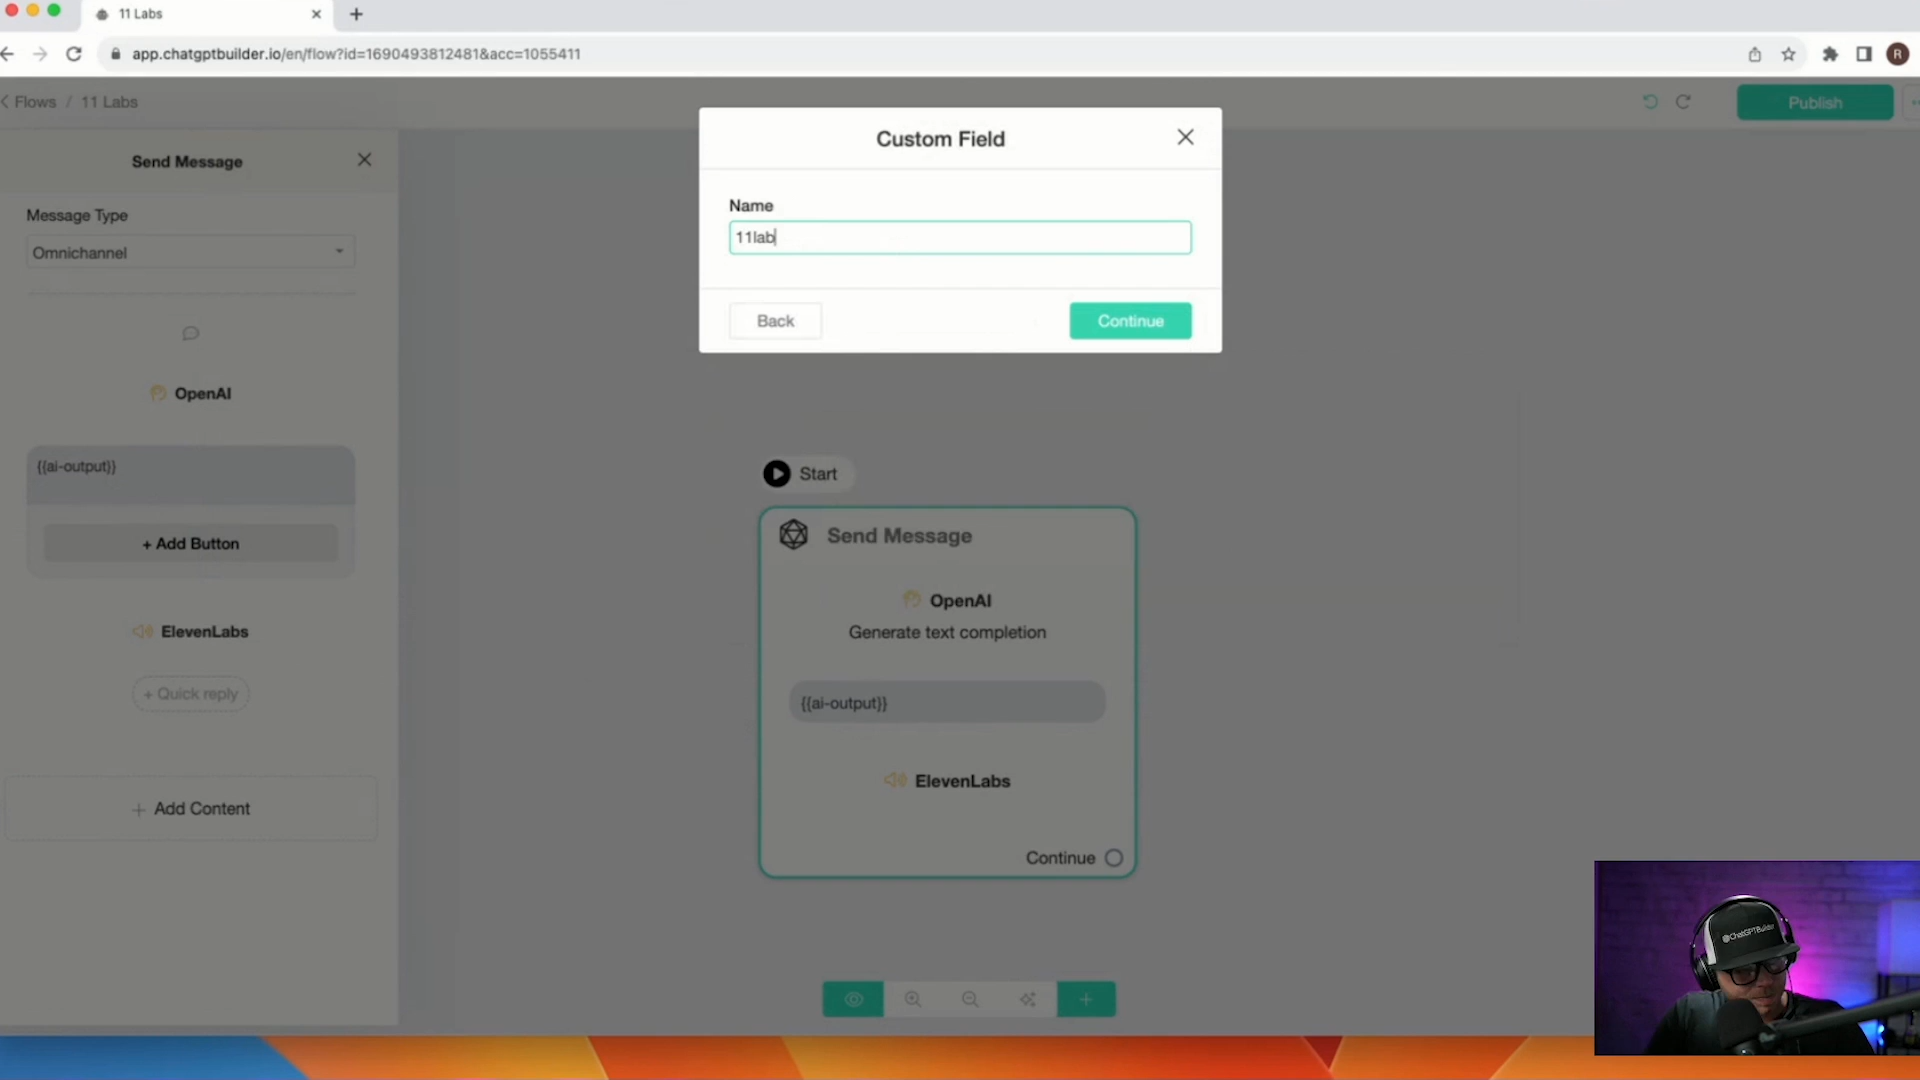 11 Labs
app.chatgptbuilder.io/en/flow?id=1690493812481&acc=1055411
R
Flows / 11 Labs
Publish
Send Message
Message Type
Omnichannel
OpenAI
{{ai-output}}
+ Add Button
ElevenLabs
+ Quick reply
+ Add Content
Custom Field
Name
11lab
Back
Continue
Start
Send Message
OpenAI
Generate text completion
{{ai-output}}
ElevenLabs
Continue
ChatGPTBuilder